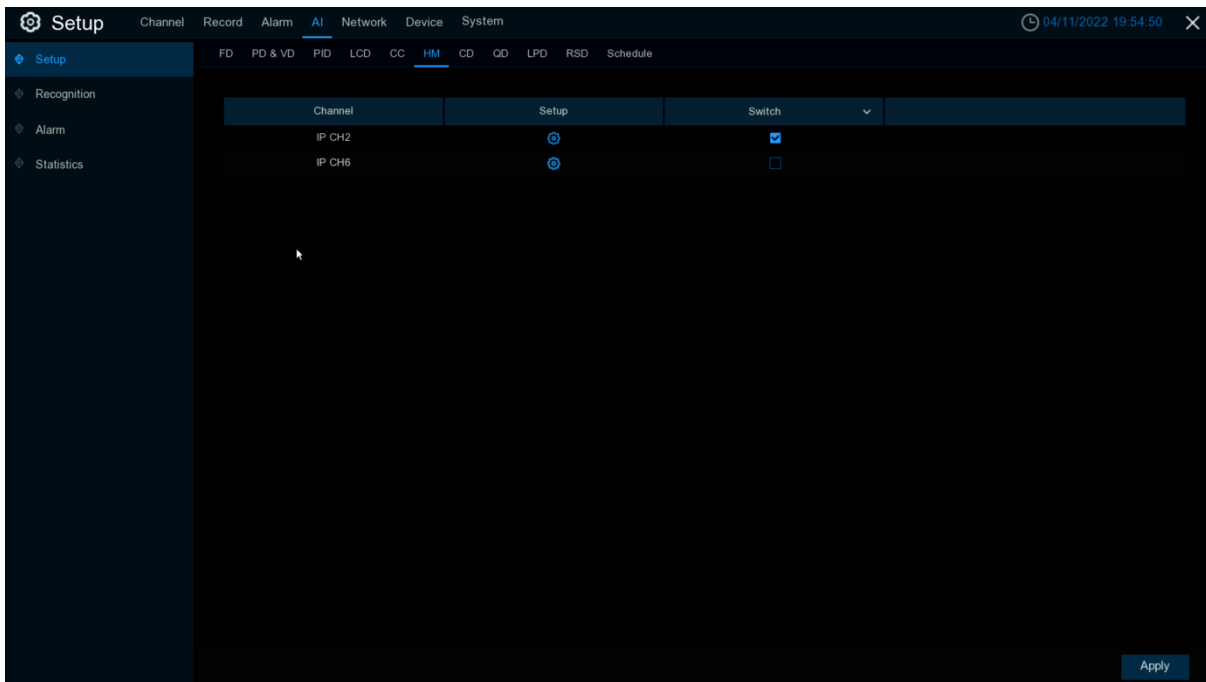 Setup Channel Record Alarm AI Network Device System 04/11/2022 19:54:50
Setup
Recognition
Alarm
Statistics
FD PD & VD PID LCD CC HM CD QD LPD RSD Schedule
Channel Setup Switch
IP CH2
IP CH6
Apply